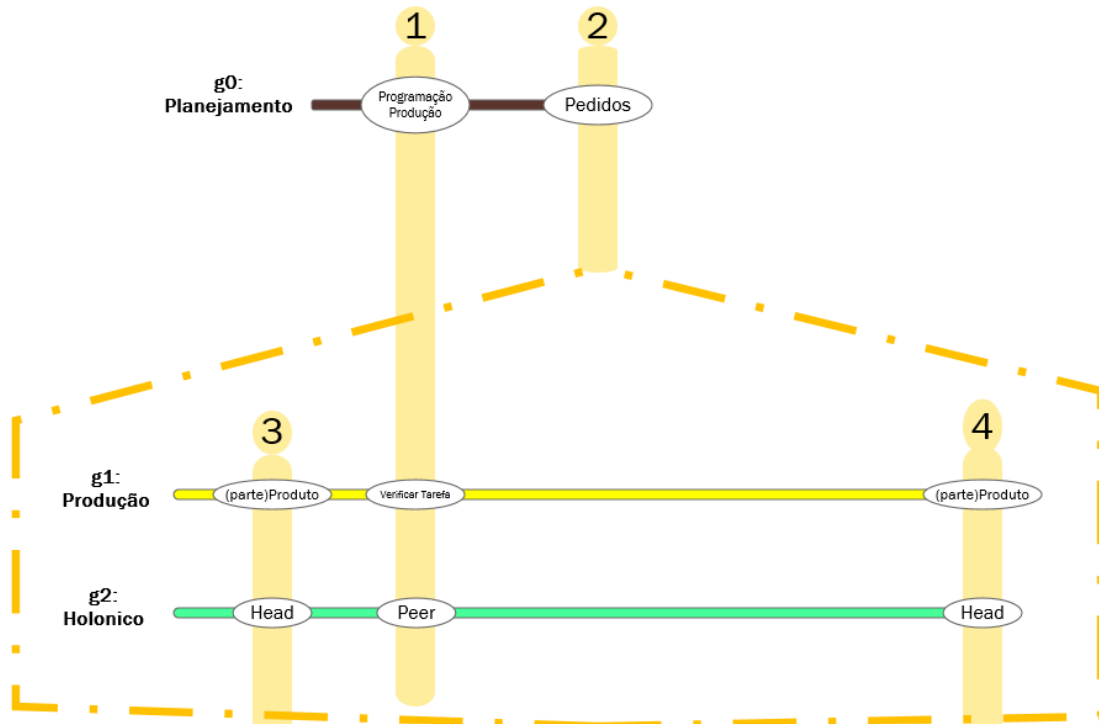 1
2
g0:
Planejamento
Programação
Produção
Pedidos
3
4
g1:
Produção
(parte)Produto
Verificar Tarefa
(parte)Produto
g2:
Holonico
Head
Peer
Head